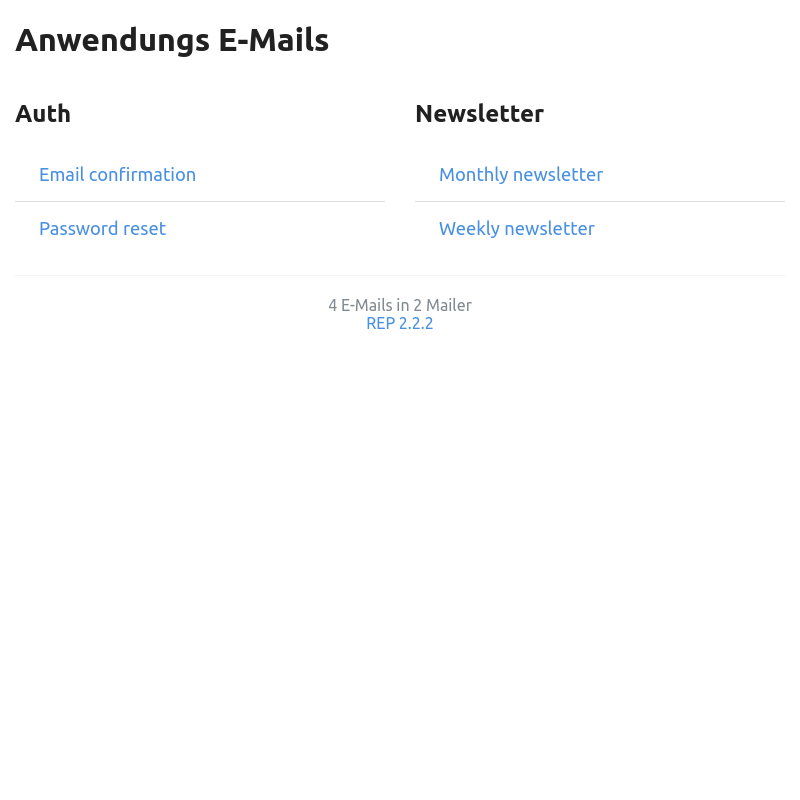 Anwendungs E-Mails
Auth
Email confirmation
Password reset
Newsletter
Monthly newsletter
Weekly newsletter
4 E-Mails in 2 Mailer
REP 2.2.2